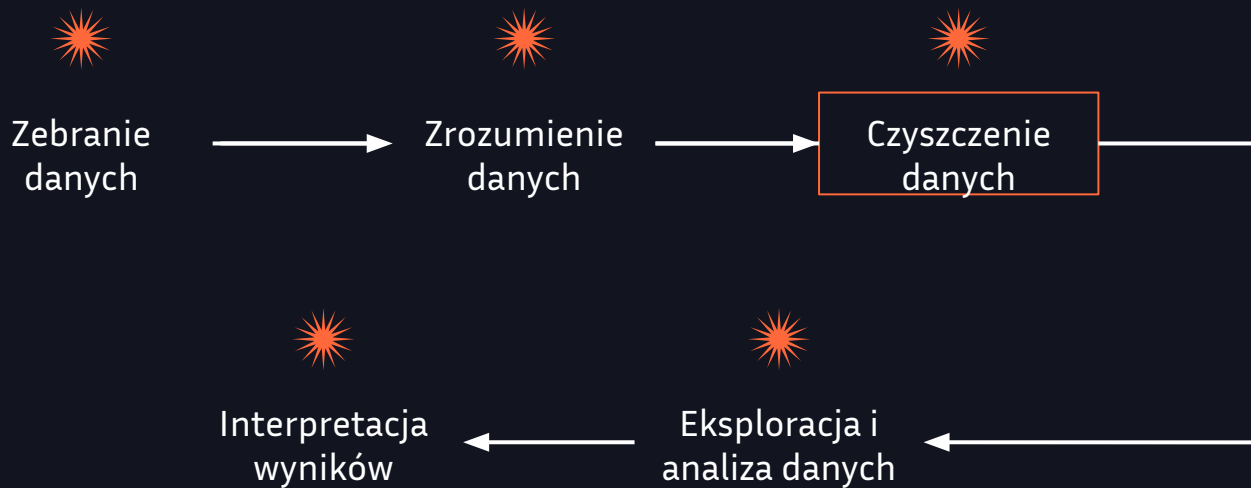 Zebranie
danych
Zrozumienie
danych
Czyszczenie
danych
Interpretacja
wyników
Eksploracja i
analiza danych